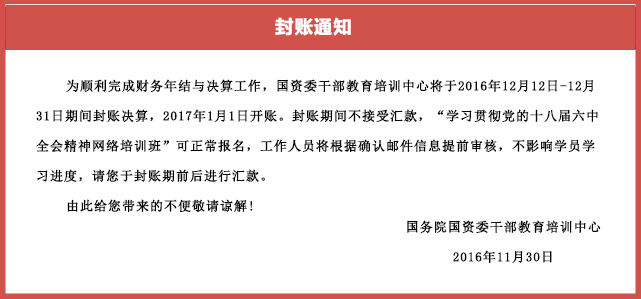 封账通知
为顺利完成财务年结与决算工作，国资委干部教育培训中心将于2016年12月12日-12月
31日期间封账决算，2017年1月1日开账。封账期间不接受汇款，“学习贯彻党的十八届六中
全会精神网络培训班”可正常报名，工作人员将根据确认邮件信息提前审核，不影响学员学
习进度，请您于封账期前后进行汇款。
由此给您带来的不便敬请谅解!
国务院国资委干部教育培训中心
2016年11月30日